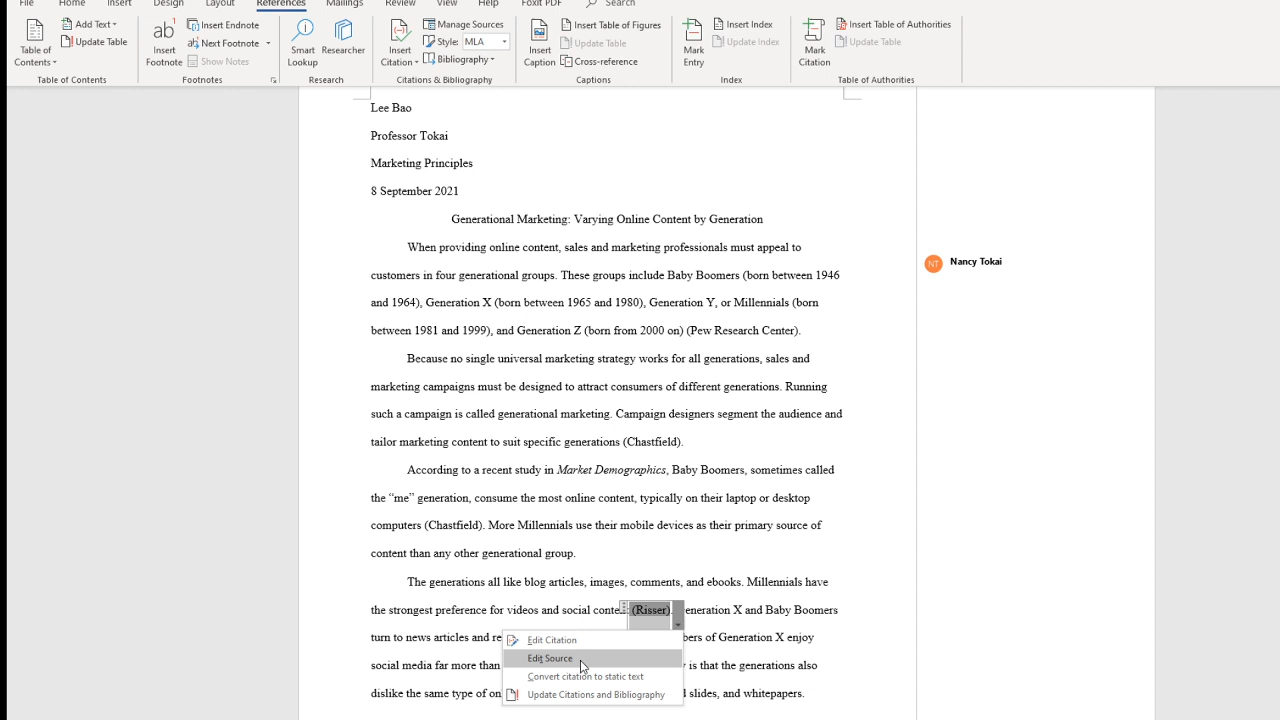 File Home Insert Design Layout References Mailings Review View Help Foxit PDF Search
Table of Contents
Add Text
Update Table
Table of Contents
ab
Insert Footnote
Insert Endnote
Next Footnote
Show Notes
Footnotes
Smart Lookup
Researcher
Research
Insert Citation
Manage Sources
Style: MLA
Bibliography
Citations & Bibliography
Insert Caption
Insert Table of Figures
Update Table
Cross-reference
Captions
Mark Entry
Insert Index
Update Index
Index
Mark Citation
Insert Table of Authorities
Update Table
Table of Authorities
Lee Bao
Professor Tokai
Marketing Principles
8 September 2021
Generational Marketing: Varying Online Content by Generation
When providing online content, sales and marketing professionals must appeal to
customers in four generational groups. These groups include Baby Boomers (born between 1946
and 1964), Generation X (born between 1965 and 1980), Generation Y, or Millennials (born
between 1981 and 1999), and Generation Z (born from 2000 on) (Pew Research Center).
Because no single universal marketing strategy works for all generations, sales and
marketing campaigns must be designed to attract consumers of different generations. Running
such a campaign is called generational marketing. Campaign designers segment the audience and
tailor marketing content to suit specific generations (Chastfield).
According to a recent study in Market Demographics, Baby Boomers, sometimes called
the “me” generation, consume the most online content, typically on their laptop or desktop
computers (Chastfield). More Millennials use their mobile devices as their primary source of
content than any other generational group.
The generations all like blog articles, images, comments, and ebooks. Millennials have
the strongest preference for videos and social conte (Risser). eneration X and Baby Boomers
turn to news articles and re bers of Generation X enjoy
social media far more than y is that the generations also
dislike the same type of on d slides, and whitepapers.
Edit Citation
Edit Source
Convert citation to static text
Update Citations and Bibliography
NT Nancy Tokai